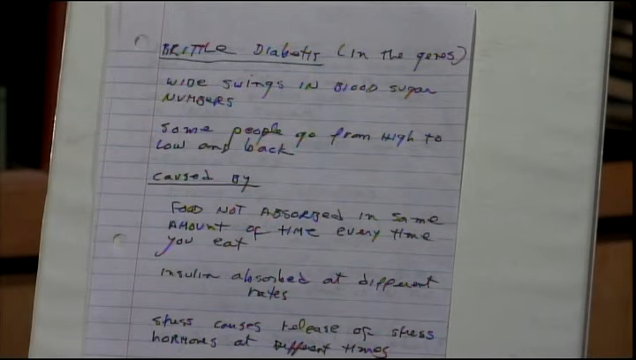 BRITTLE Diabetic (in the genes)
WIDE SWINGS IN BLOOD sugar
NUMBERS
Some people go from High to
Low and back
Caused By
FOOD NOT ABSORBED in same
AMOUNT of time every time
you eat
insulin absorbed at different
rates
stress causes release of stress
hormones at Different times